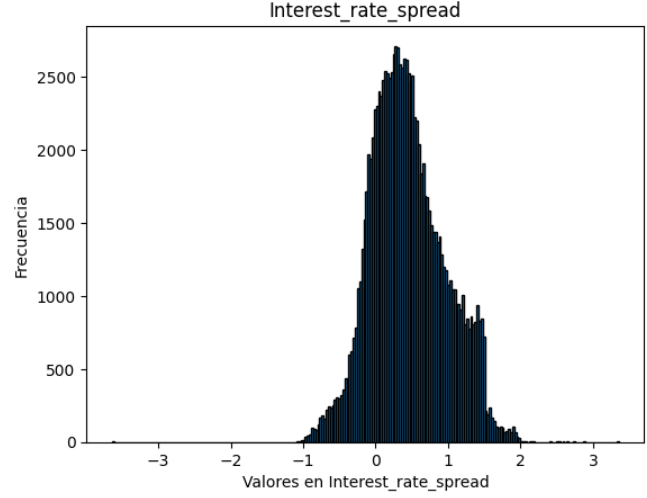 Interest_rate_spread
Frecuencia
2500
2000
1500
1000
500
0
−3 −2 −1 0 1 2 3
Valores en Interest_rate_spread